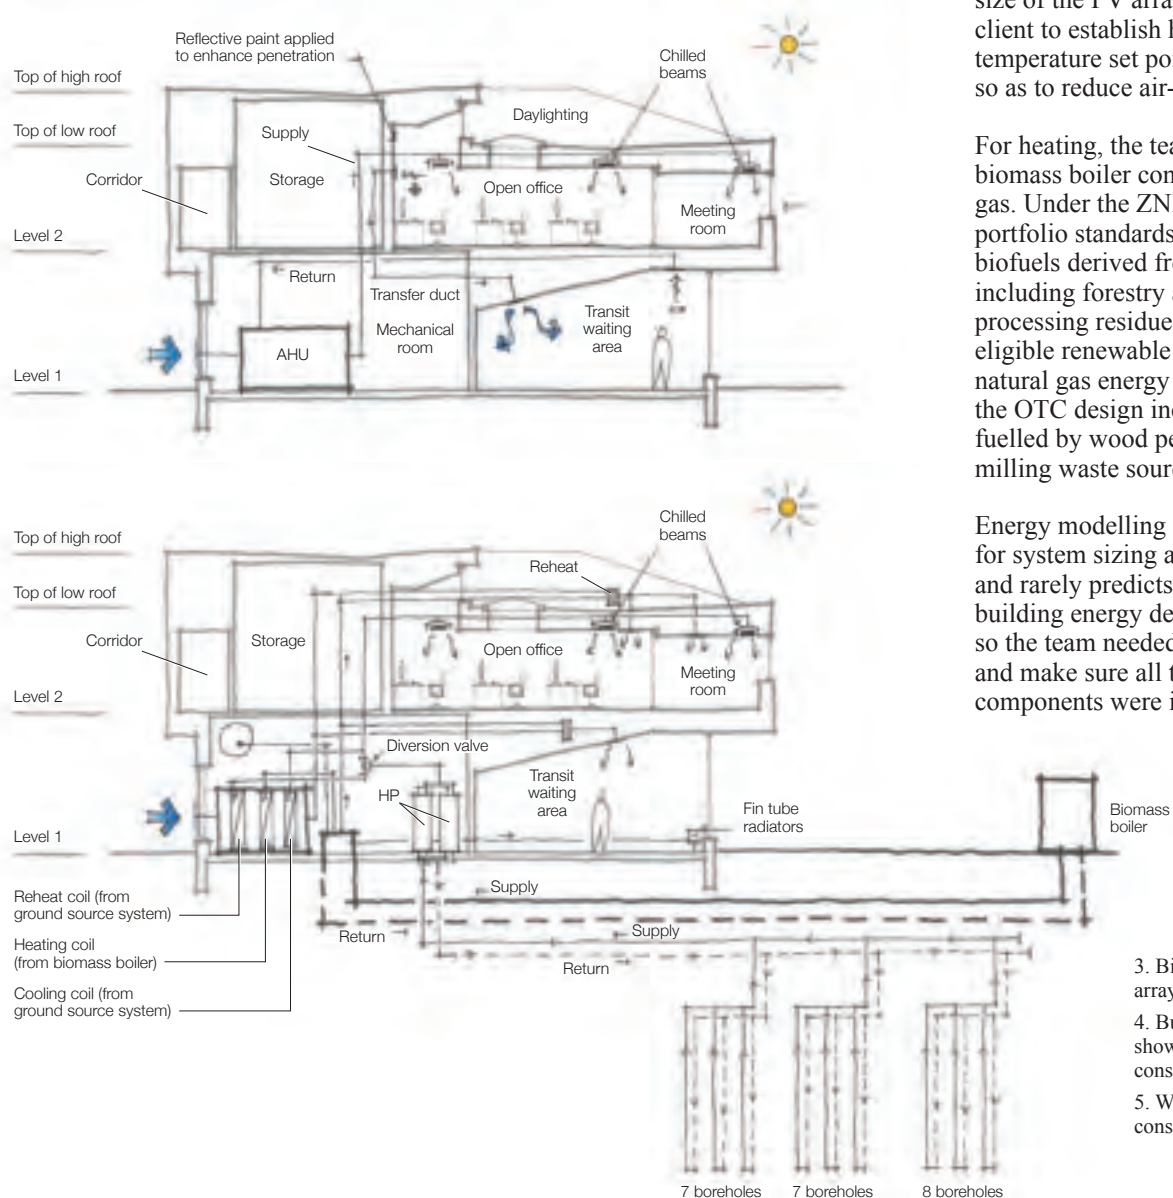 Reflective paint applied
to enhance penetration
Chilled
beams
Top of high roof
Daylighting
Top of low roof
Supply
Corridor
Storage
Open office
Meeting
room
Level 2
Return
Transfer duct
Mechanical
room
Transit
waiting
area
AHU
Level 1
Chilled
beams
Top of high roof
Reheat
Top of low roof
Corridor
Storage
Open office
Meeting
room
Level 2
Diversion valve
HP
Transit
waiting
area
Fin tube
radiators
Biomass
boiler
Level 1
Reheat coil (from
ground source system)
Heating coil
(from biomass boiler)
Cooling coil (from
ground source system)
Supply
Return
Supply
Return
7 boreholes
7 boreholes
8 boreholes
size of the PV arra
client to establish
temperature set po
so as to reduce air-
For heating, the tea
biomass boiler con
gas. Under the ZN
portfolio standards
biofuels derived fr
including forestry
processing residue
eligible renewable
natural gas energy
the OTC design in
fuelled by wood pe
milling waste sour
Energy modelling
for system sizing a
and rarely predicts
building energy de
so the team needed
and make sure all t
components were i
3. Bi
array
4. Bu
show
cons
5. W
cons